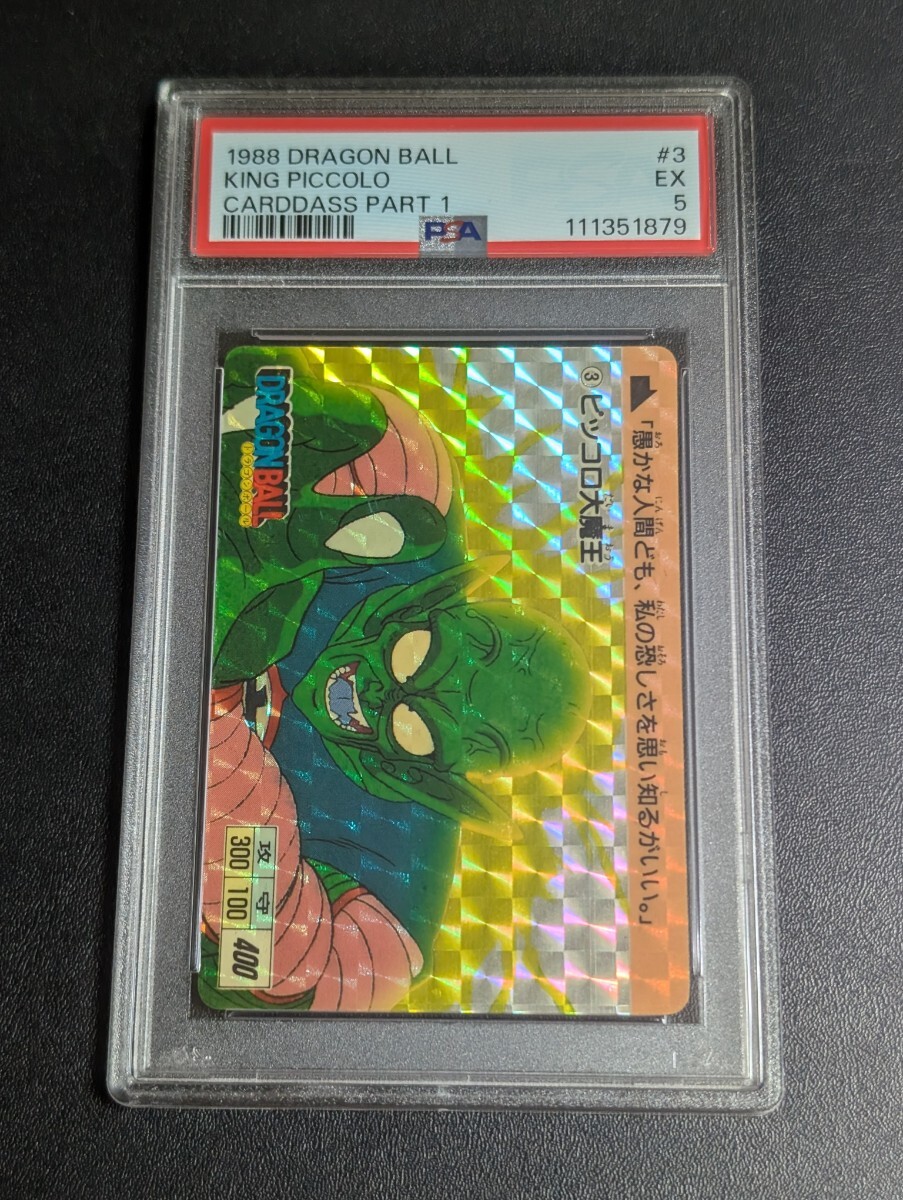 1988 DRAGON BALL #3
KING PICCOLO EX
CARDDASS PART 1 5
111351879
PSA
「愚かな人間ども、私の恐しさを思い知るがいい。」
③ピッコロ大魔王
DRAGON BALL
攻 守
300 100 400